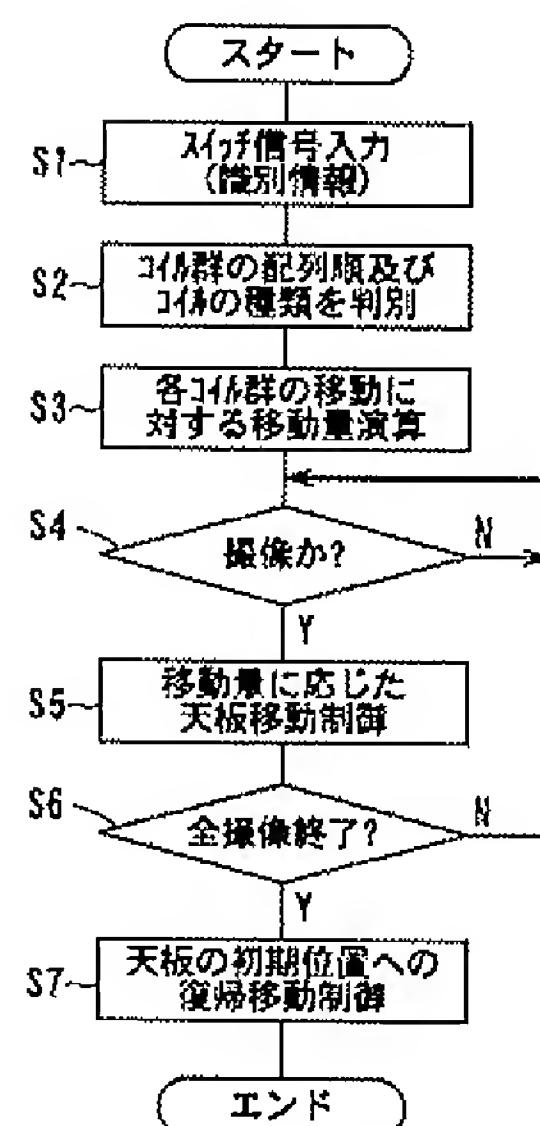 スタート
S1
スイッチ信号入力
(識別情報)
S2
コイル群の配列順及び
コイルの種類を判別
S3
各コイル群の移動に
対する移動量演算
S4
撮像か?
N
Y
S5
移動量に応じた
天板移動制御
S6
全撮像終了?
N
Y
S7
天板の初期位置への
復帰移動制御
エンド